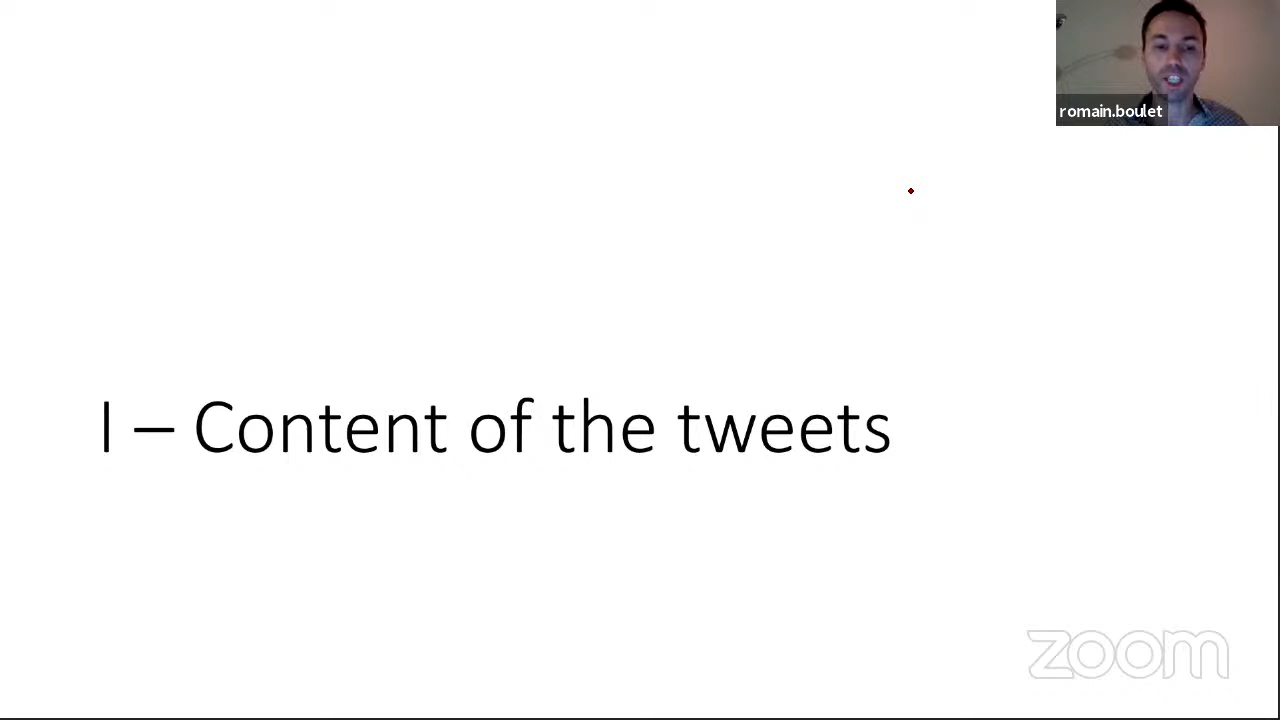 romain.boulet
I – Content of the tweets
zoom